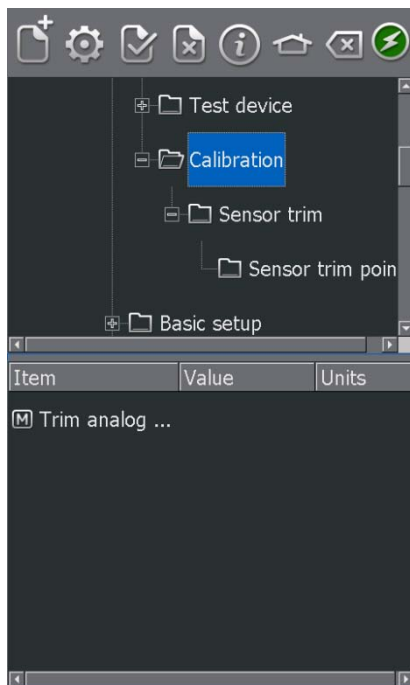 Test device
Calibration
Sensor trim
Sensor trim poin
Basic setup
Item Value Units
M Trim analog ...